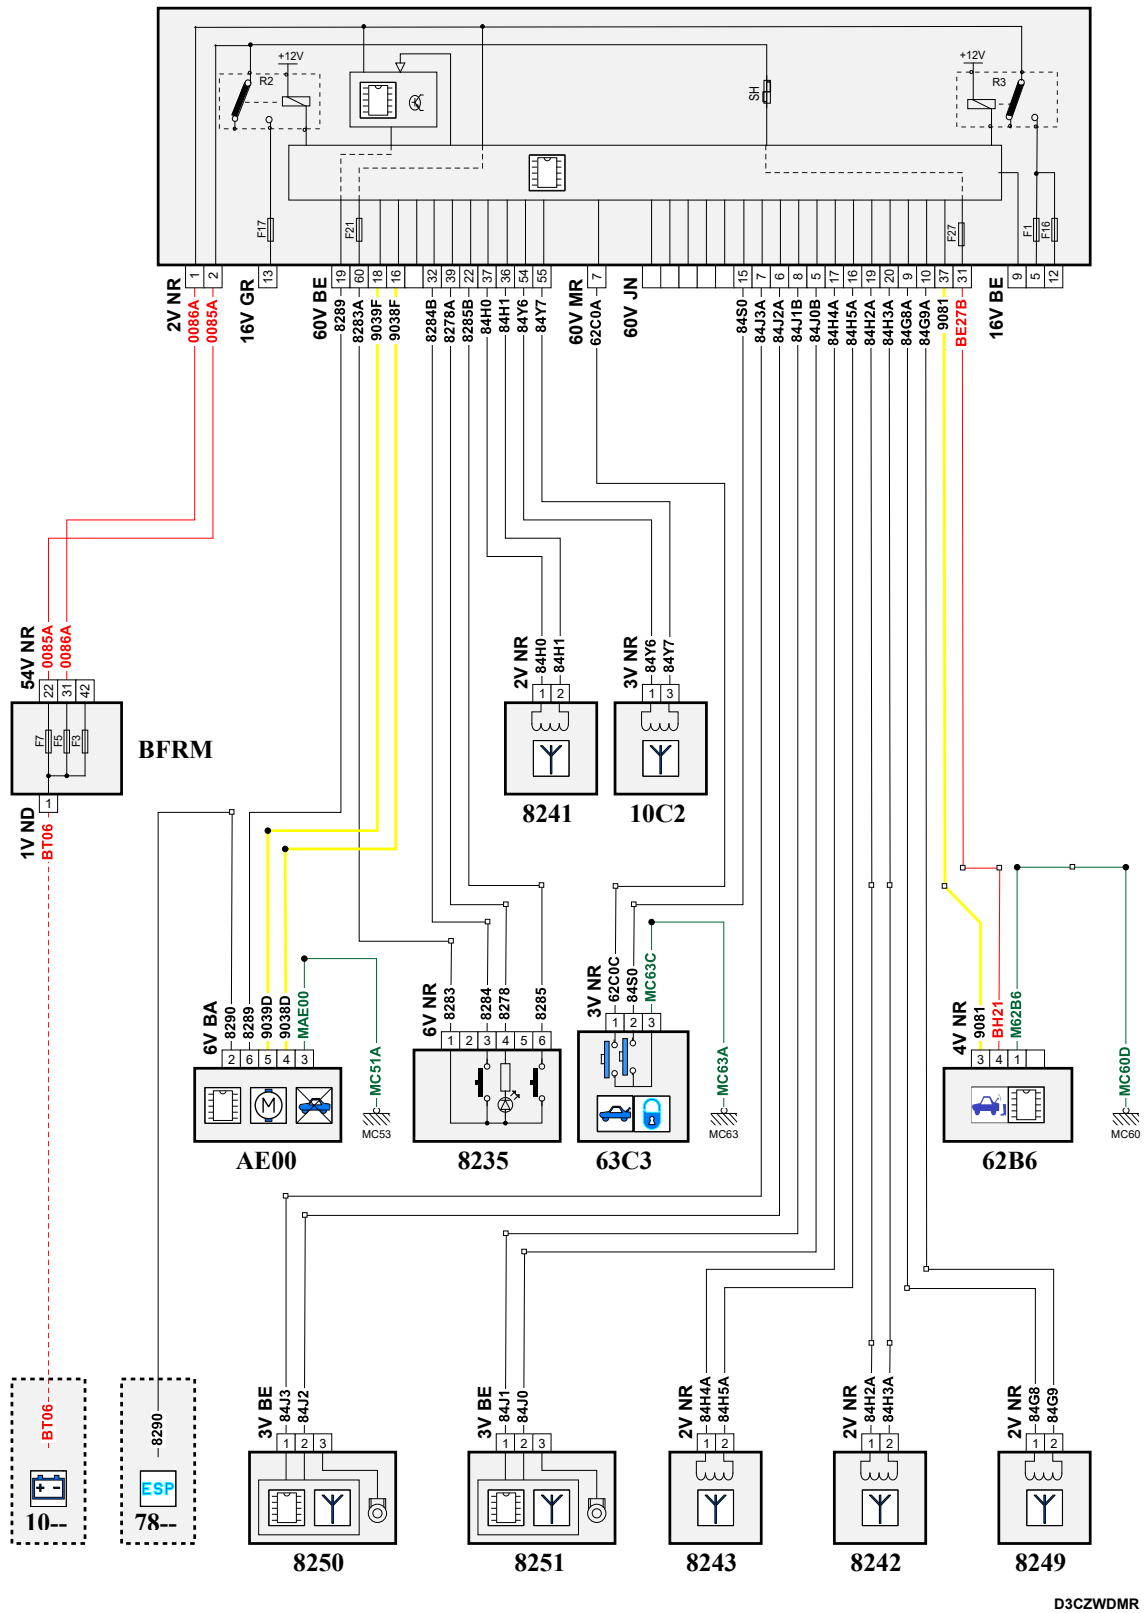 +12V
R2
SH
+12V
R3
F17
F21
F27
F1
F16
1 2 13 19 60 18 16 32 39 22 37 36 54 55 7 15 7 6 8 5 17 16 19 20 9 10 37 31 9 5 12
2V NR
0086A
0085A
16V GR
60V BE
8289
8283A
9039F
9038F
8284B
8278A
8285B
84H0
84H1
84Y6
84Y7
60V MR
62C0A
60V JN
84S0
84J3A
84J2A
84J1B
84J0B
84H4A
84H5A
84H2A
84H3A
84G8A
84G9A
9081
BE27B
16V BE
54V NR
0085A
0086A
22 31 42
F7
F5
F3
BFRM
1
1V ND
BT06
2V NR
84H0
84H1
1 2
8241
3V NR
84Y6
84Y7
1 3
10C2
6V BA
8290
8289
9039D
9038D
MAE00
2 6 5 4 3
M
AE00
MC51A
MC53
6V NR
8283
8284
8278
8285
1 2 3 4 5 6
8235
3V NR
62C0C
84S0
MC63C
1 2 3
63C3
MC63A
MC63
4V NR
9081
BH21
M62B6
3 4 1
62B6
MC60D
MC60
BT06
+ -
10--
8290
ESP
78--
3V BE
84J3
84J2
1 2 3
8250
3V BE
84J1
84J0
1 2 3
8251
2V NR
84H4A
84H5A
1 2
8243
2V NR
84H2A
84H3A
1 2
8242
2V NR
84G8
84G9
1 2
8249
D3CZWDMR